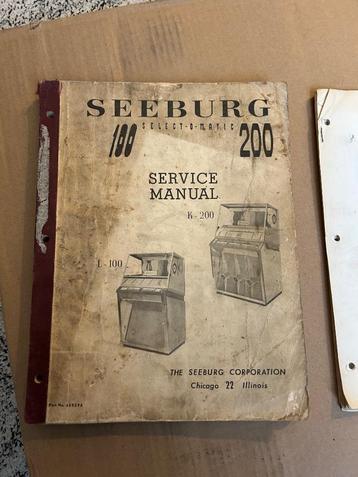 SEEBURG
SELECT-O-MATIC
100 200
SERVICE
MANUAL
K-200
L-100
THE SEEBURG CORPORATION
Chicago 22 Illinois